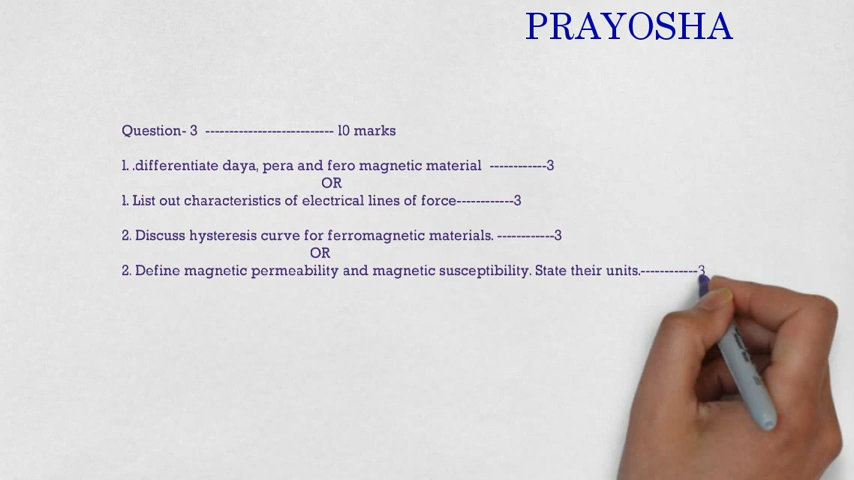 PRAYOSHA
Question- 3 --------------------------- 10 marks
1. .differentiate daya, pera and fero magnetic material ------------3
OR
1. List out characteristics of electrical lines of force------------3
2. Discuss hysteresis curve for ferromagnetic materials. ------------3
OR
2. Define magnetic permeability and magnetic susceptibility. State their units.------------3